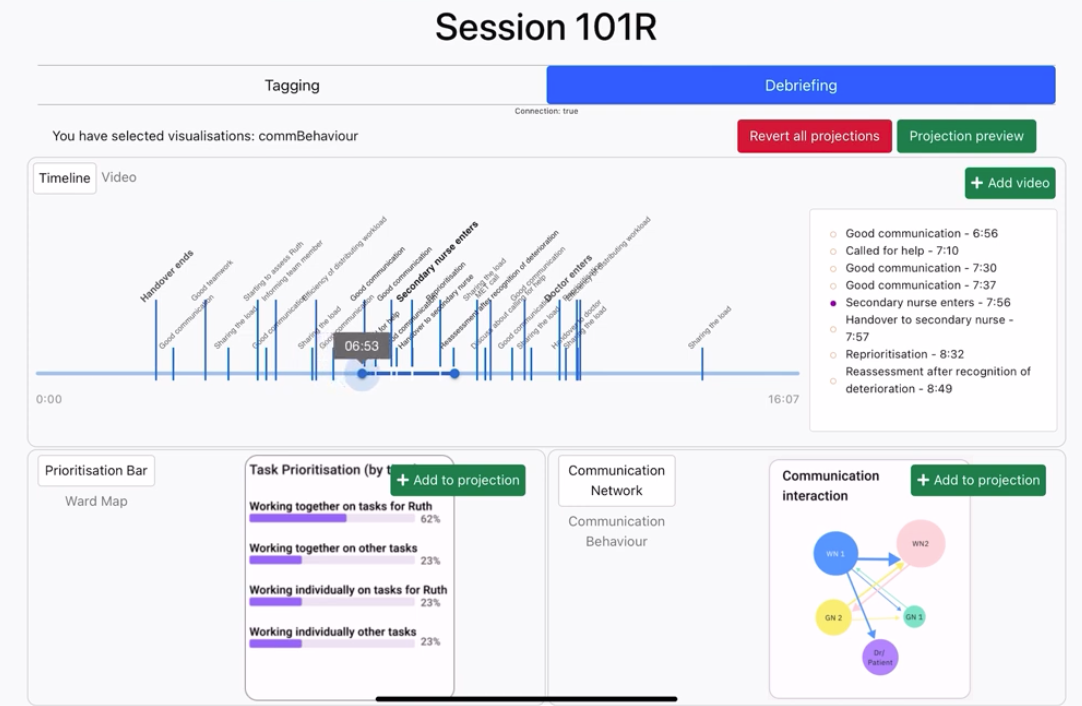 Session 101R
Tagging
Debriefing
Connection: true
You have selected visualisations: commBehaviour
Revert all projections
Projection preview
Timeline
Video
+ Add video
Handover ends
Good communication
Good teamwork
Sharing the load
Starting to assess Ruth
Good communication
Informing team member
Sharing the load
Efficiency of distributing workload
Good communication
Good communication
for help
Good communication
Secondary nurse enters
Handover to secondary nurse
Reprioritisation
Reassessment after recognition of deterioration
Sharing the load
MET call
Discuss about calling for help
Good communication
Good communication
Sharing the load
Doctor enters
Handover to doctor
Sharing the load
distributing workload
Sharing the load
06:53
0:00
16:07
Good communication - 6:56
Called for help - 7:10
Good communication - 7:30
Good communication - 7:37
Secondary nurse enters - 7:56
Handover to secondary nurse -
7:57
Reprioritisation - 8:32
Reassessment after recognition of
deterioration - 8:49
Prioritisation Bar
Ward Map
Task Prioritisation (by t
+ Add to projection
Working together on tasks for Ruth
62%
Working together on other tasks
23%
Working individually on tasks for Ruth
23%
Working individually other tasks
23%
Communication
Network
Communication
Behaviour
Communication
interaction
+ Add to projection
WN 1
WN2
GN 2
GN 1
Dr/
Patient